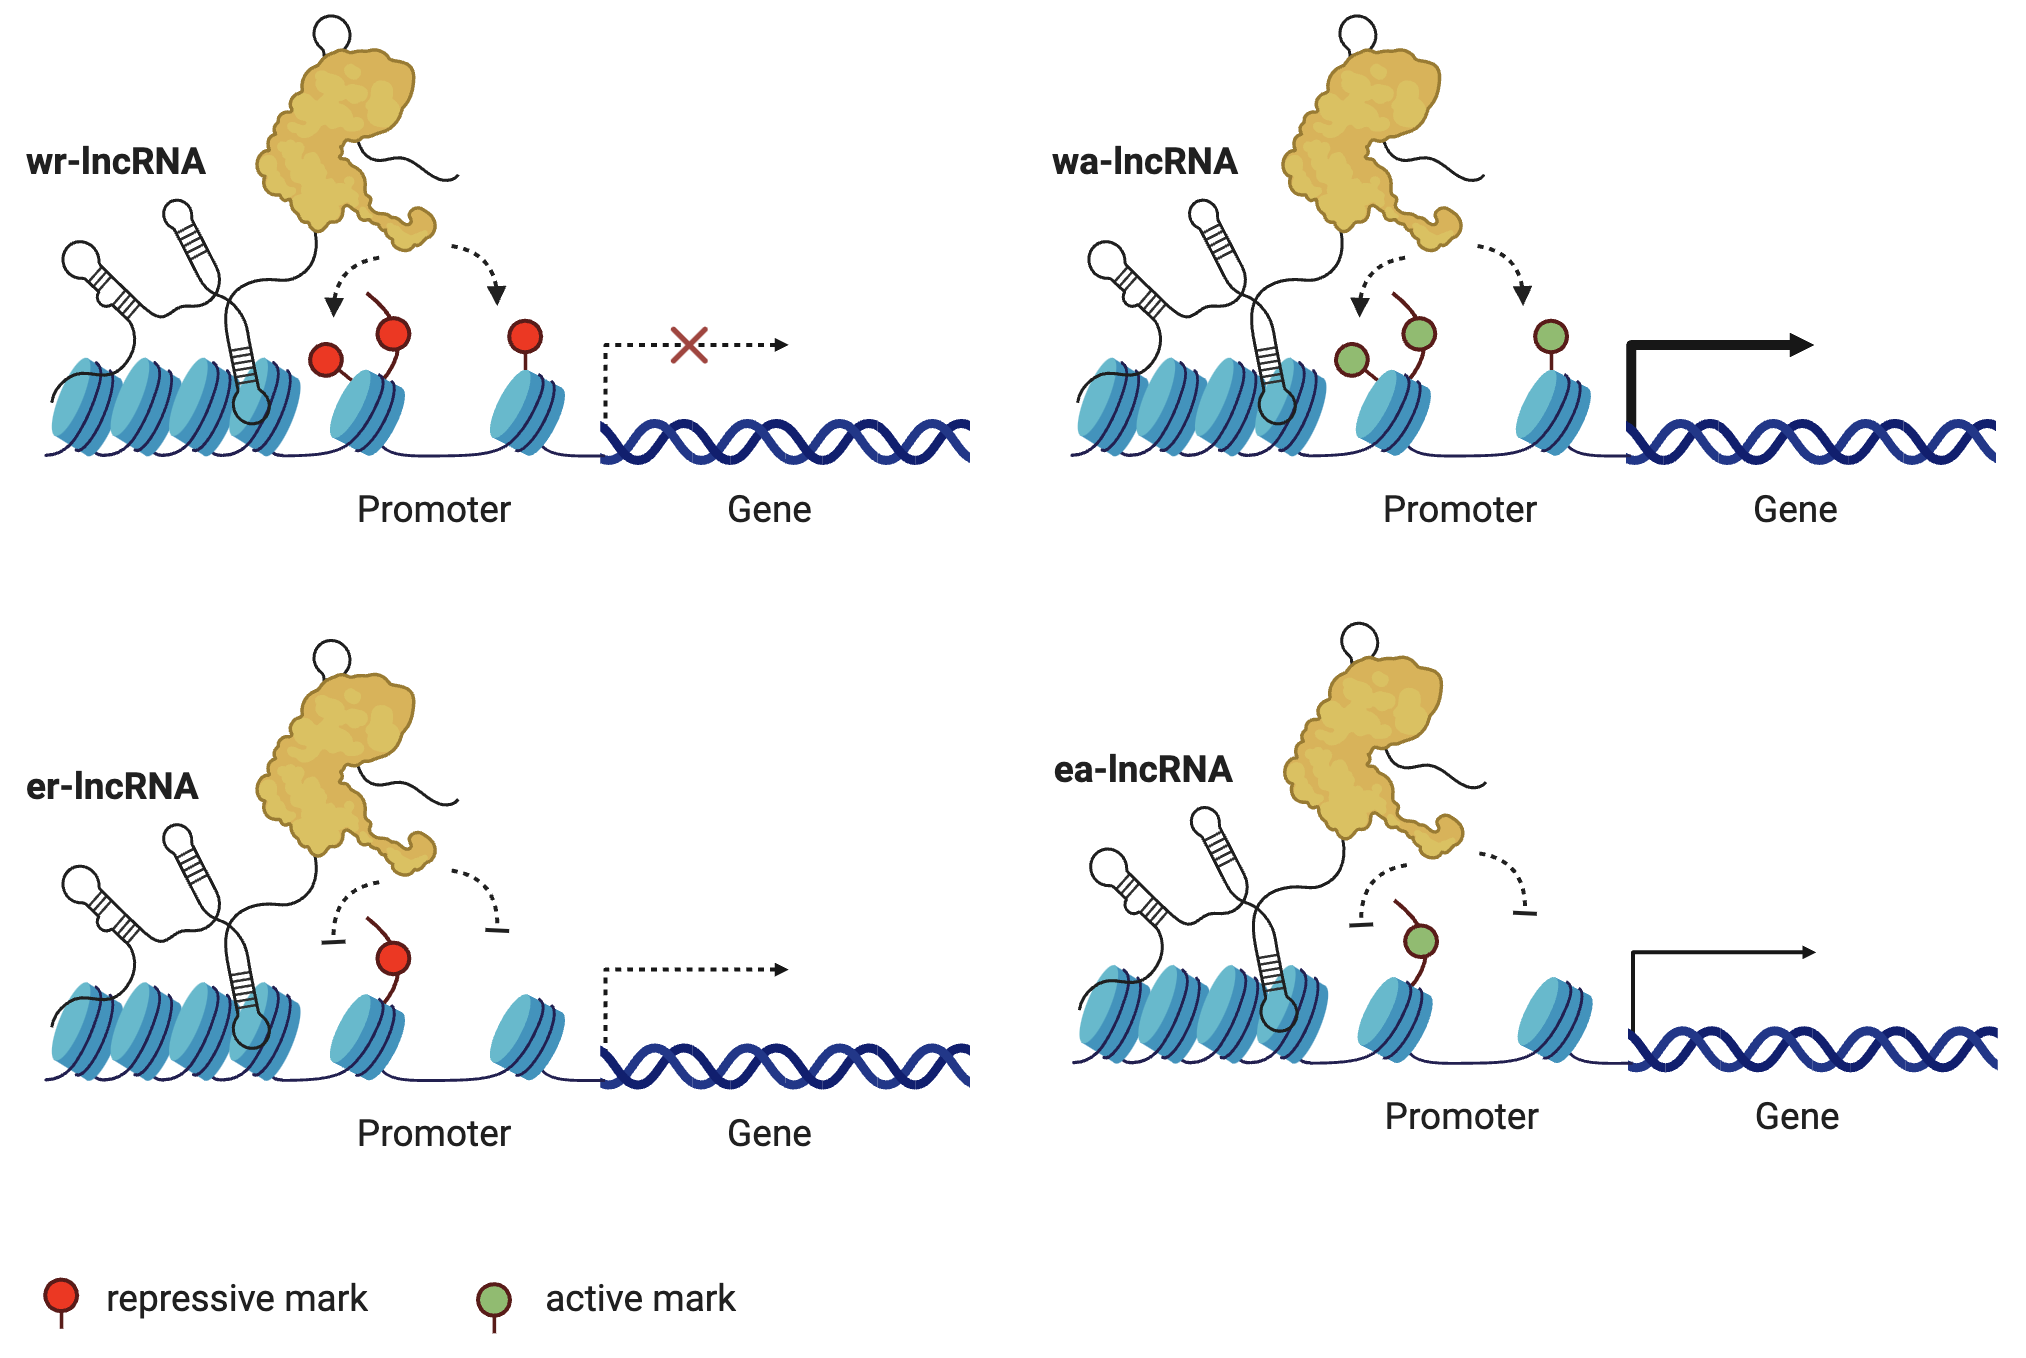 wr-lncRNA
Promoter
Gene
wa-lncRNA
Promoter
Gene
er-lncRNA
Promoter
Gene
ea-lncRNA
Promoter
Gene
repressive mark
active mark